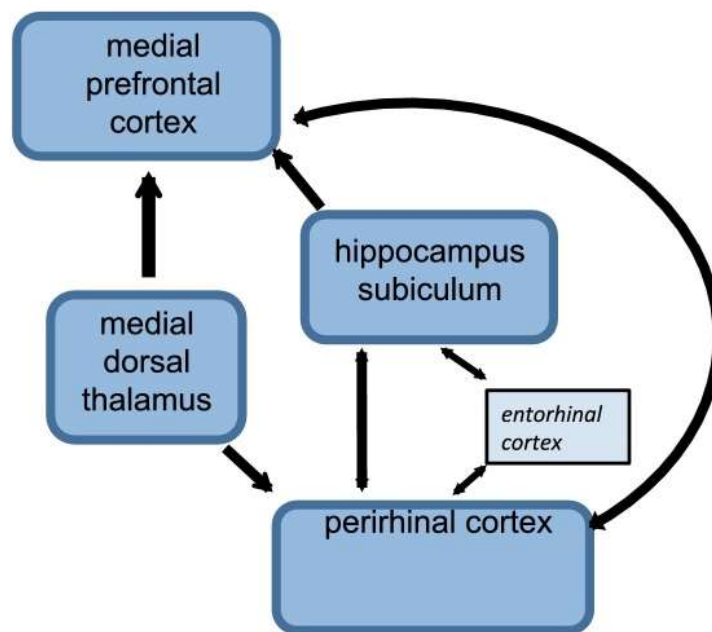 medial
prefrontal
cortex
hippocampus
subiculum
medial
dorsal
thalamus
entorhinal
cortex
perirhinal cortex